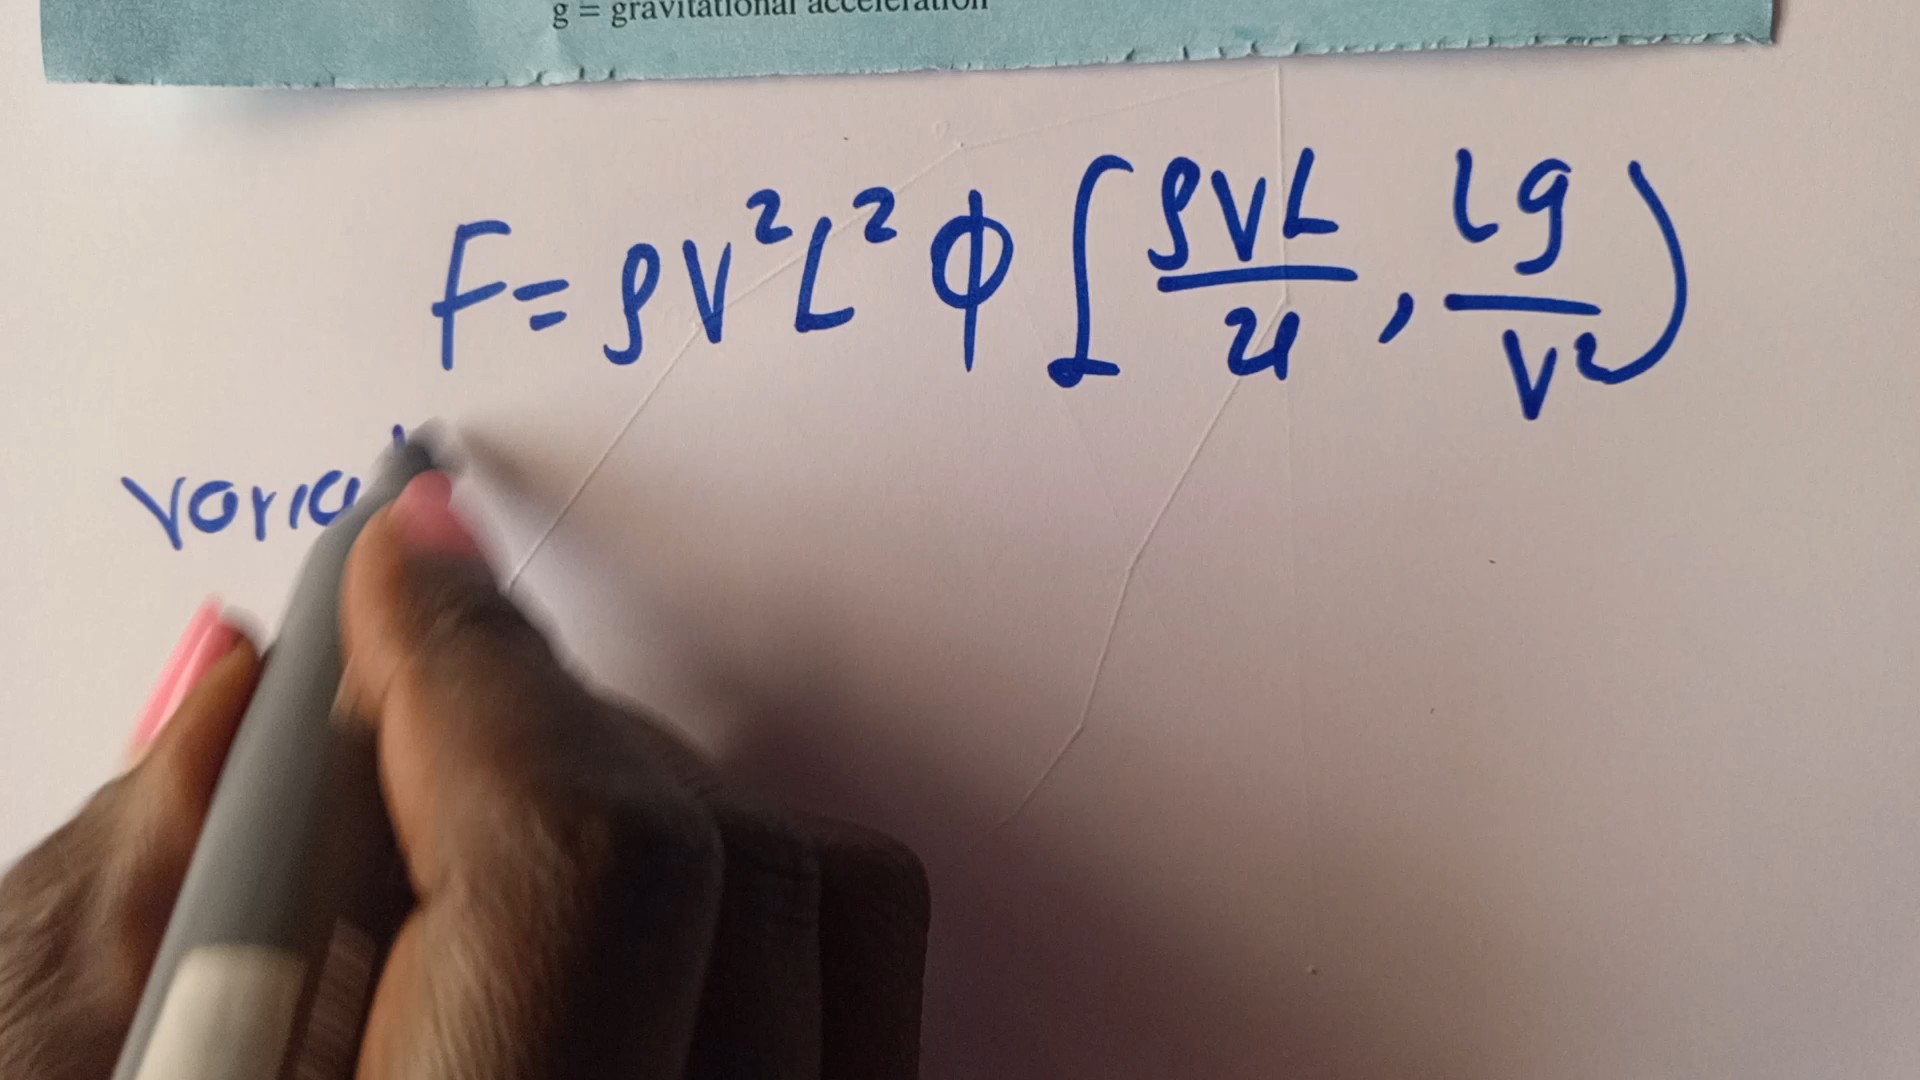 g = gravitational acceleration
F = ρV²L² ϕ [ρVL/μ, lg/V²)
varia